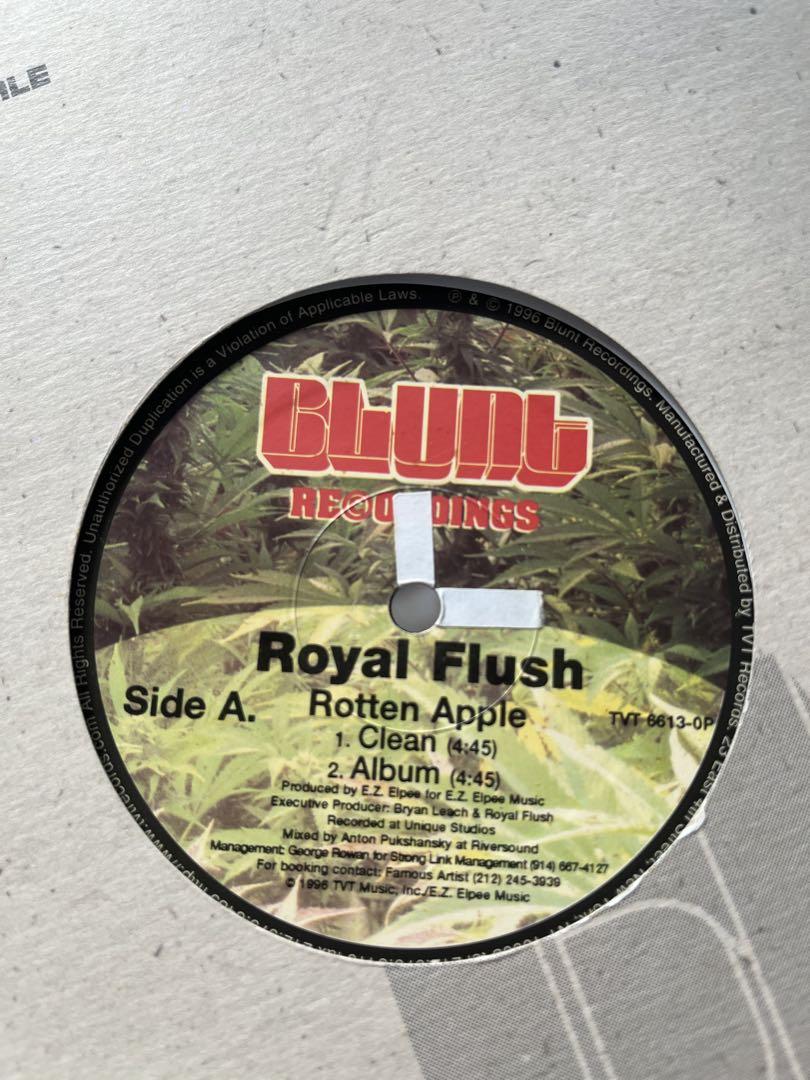 BLUNT
RECORDINGS
Royal Flush
Side A.
Rotten Apple
TVT 6613-0P
1. Clean (4:45)
2. Album (4:45)
Produced by E.Z. Elpee for E.Z. Elpee Music
Executive Producer: Bryan Leach & Royal Flush
Recorded at Unique Studios
Mixed by Anton Pukshansky at Riversound
Management: George Rowan for Strong Link Management (914) 667-4127
For booking contact: Famous Artist (212) 245-3939
© 1996 TVT Music, Inc./E.Z. Elpee Music
All Rights Reserved. Unauthorized Duplication is a Violation of Applicable Laws. ℗ & © 1996 Blunt Recordings. Manufactured & Distributed by TVT Records, 23 East 4th Street,